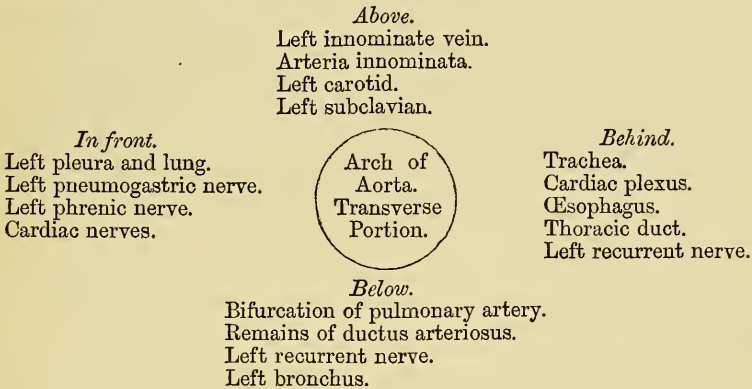 Above.
Left innominate vein.
Arteria innominata.
Left carotid.
Left subclavian.
In front.
Left pleura and lung.
Left pneumogastric nerve.
Left phrenic nerve.
Cardiac nerves.
Arch of
Aorta.
Transverse
Portion.
Behind.
Trachea.
Cardiac plexus.
Œsophagus.
Thoracic duct.
Left recurrent nerve.
Below.
Bifurcation of pulmonary artery.
Remains of ductus arteriosus.
Left recurrent nerve.
Left bronchus.